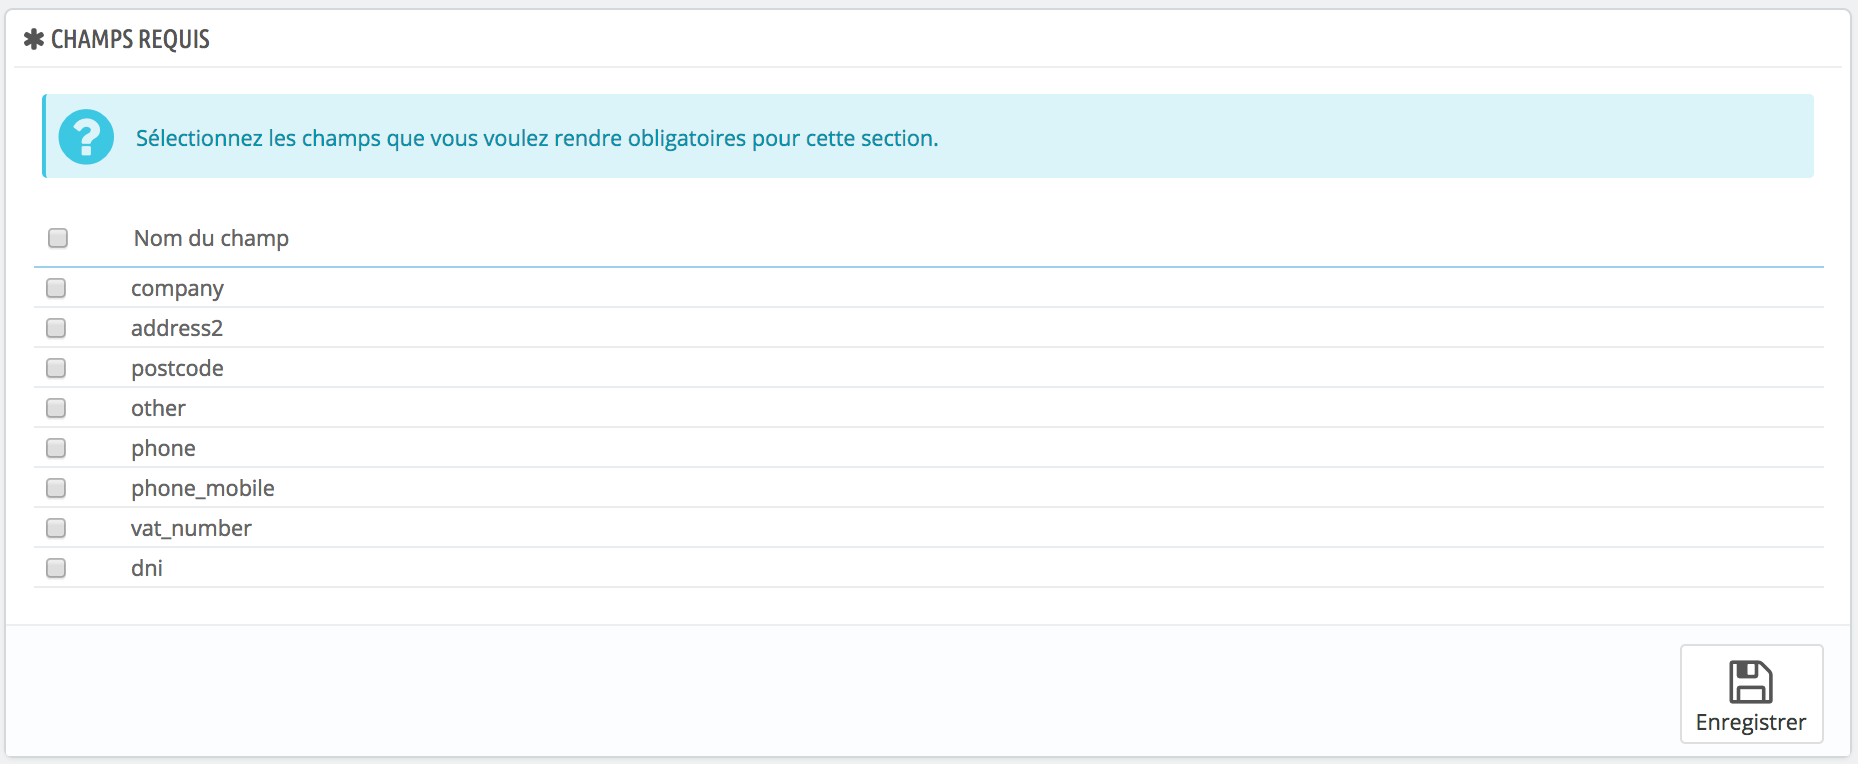 CHAMPS REQUIS
Sélectionnez les champs que vous voulez rendre obligatoires pour cette section.
Nom du champ
company
address2
postcode
other
phone
phone_mobile
vat_number
dni
Enregistrer